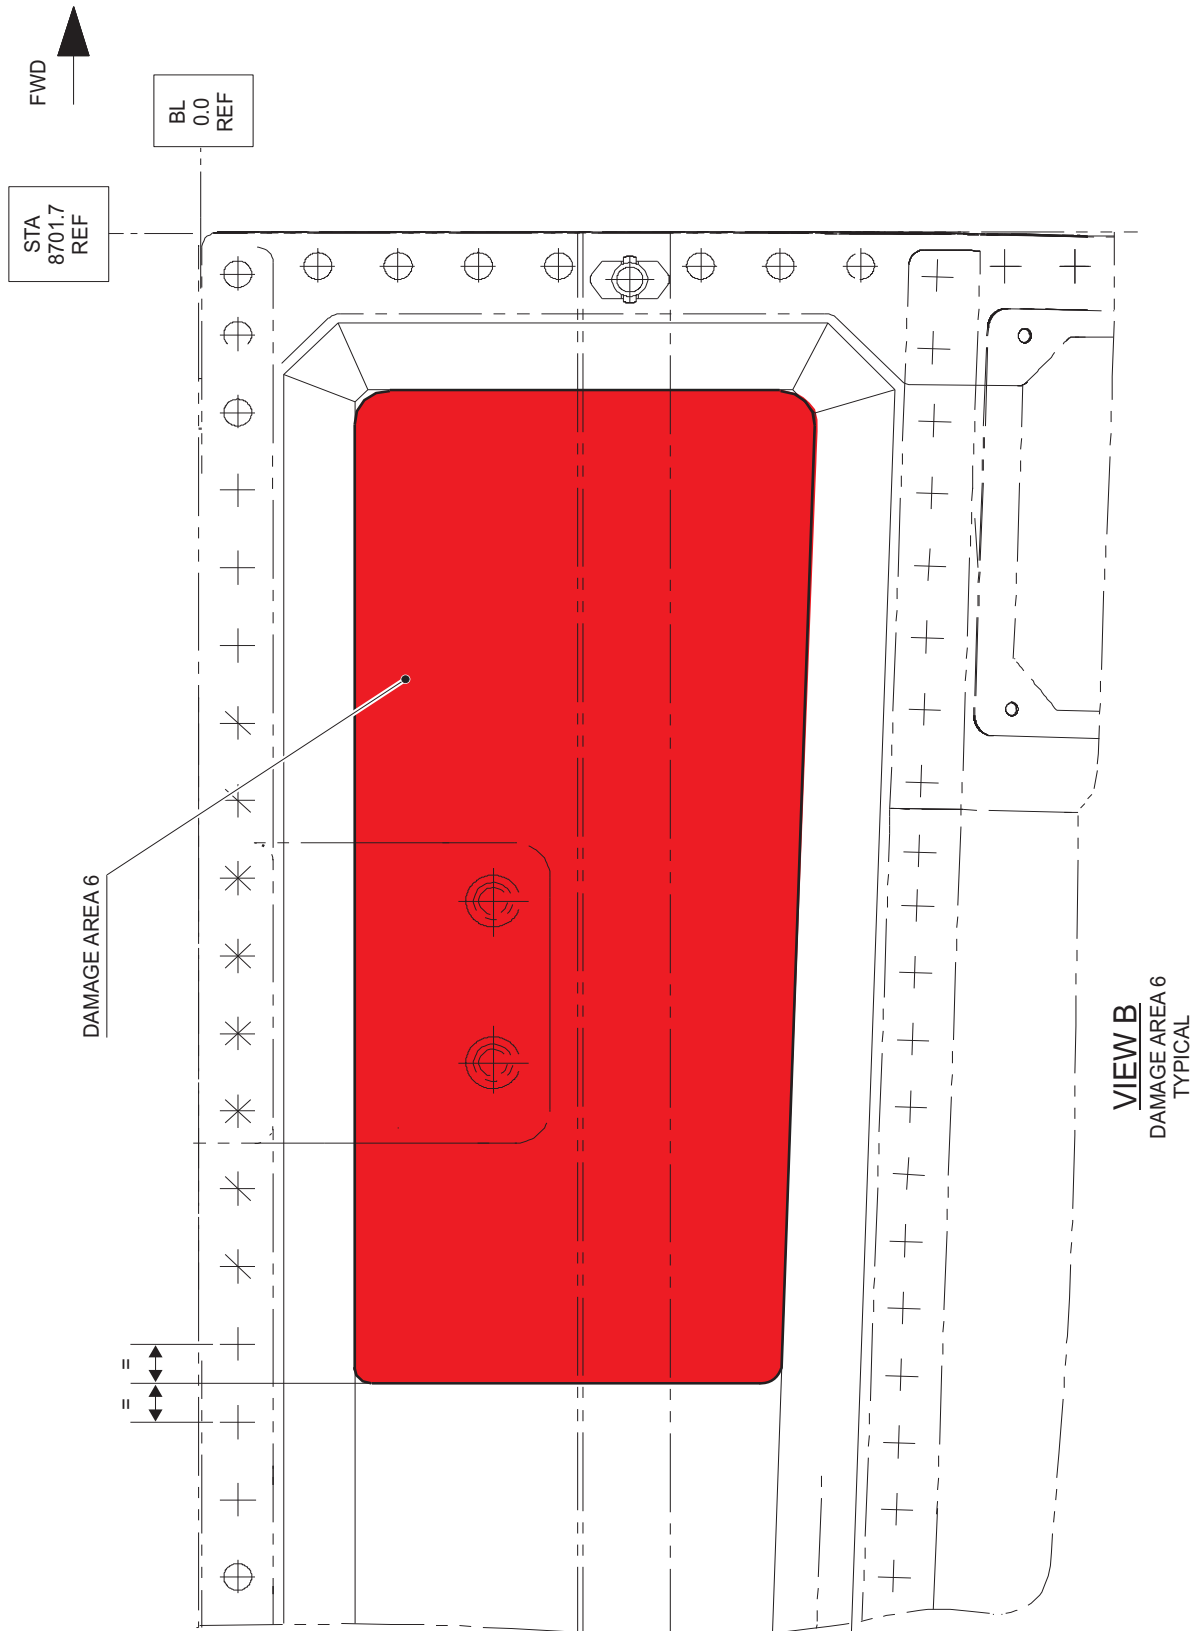 FWD
BL
0.0
REF
STA
8701.7
REF
DAMAGE AREA 6
=
=
VIEW B
DAMAGE AREA 6
TYPICAL